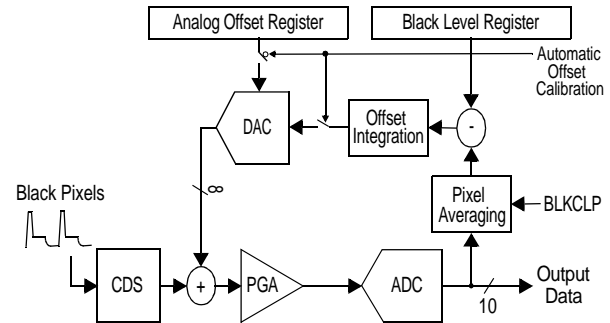 Analog Offset Register
Black Level Register
Automatic
Offset
Calibration
DAC
Offset
Integration
-
8
Black Pixels
Pixel
Averaging
BLKCLP
CDS
+
PGA
ADC
10
Output
Data